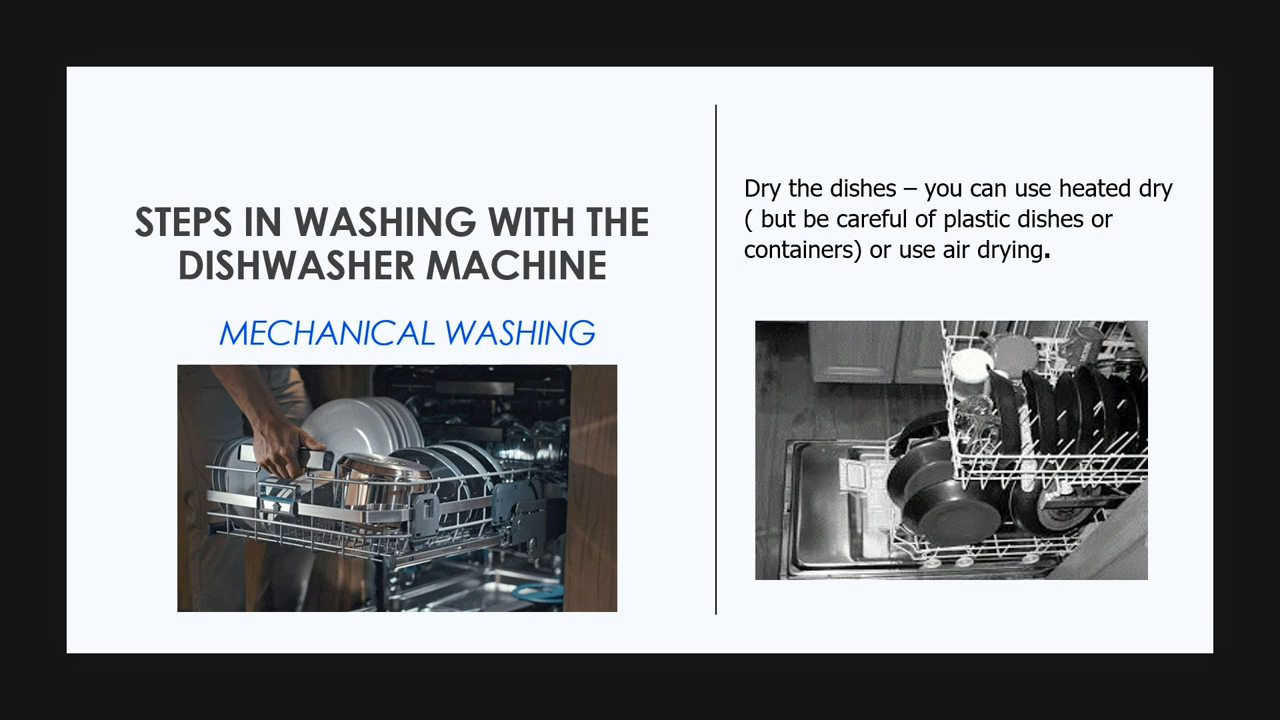 STEPS IN WASHING WITH THE
DISHWASHER MACHINE
MECHANICAL WASHING
Dry the dishes – you can use heated dry
( but be careful of plastic dishes or
containers) or use air drying.